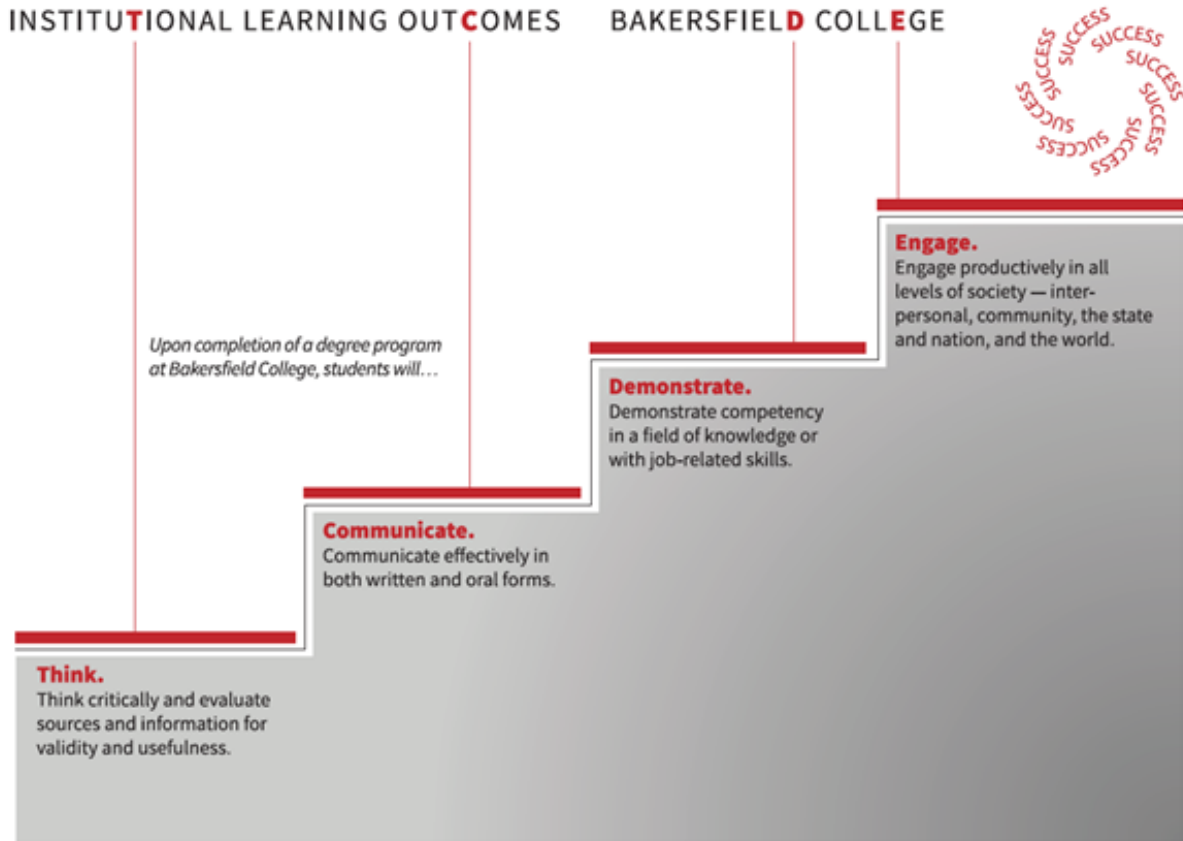 INSTITUTIONAL LEARNING OUTCOMES BAKERSFIELD COLLEGE
SUCCESS SUCCESS SUCCESS SUCCESS SUCCESS SUCCESS SUCCESS SUCCESS SUCCESS SUCCESS
Upon completion of a degree program
at Bakersfield College, students will…
Think.
Think critically and evaluate
sources and information for
validity and usefulness.
Communicate.
Communicate effectively in
both written and oral forms.
Demonstrate.
Demonstrate competency
in a field of knowledge or
with job-related skills.
Engage.
Engage productively in all
levels of society — inter-
personal, community, the state
and nation, and the world.